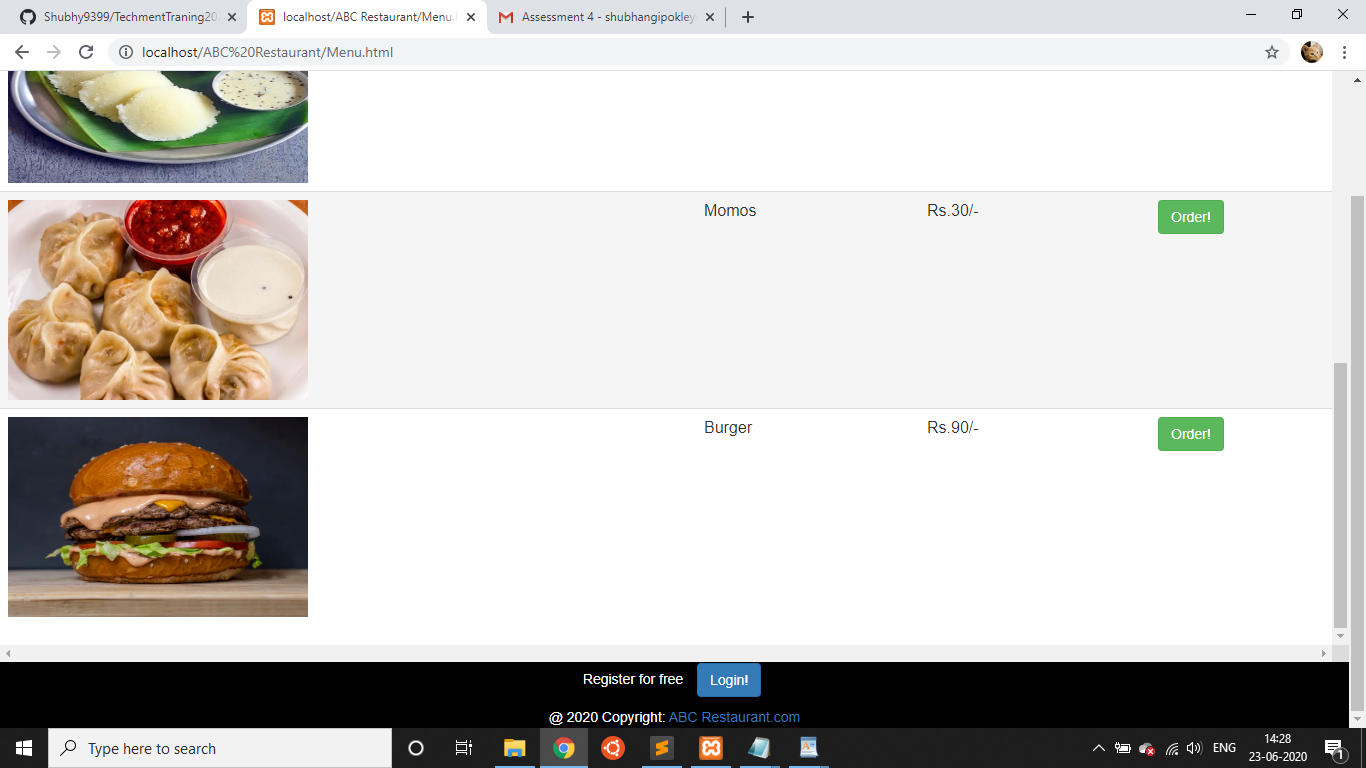 Shubhy9399/TechmentTraning20
localhost/ABC Restaurant/Menu.h
Assessment 4 - shubhangipokley
localhost/ABC%20Restaurant/Menu.html
Momos Rs.30/- Order!
Burger Rs.90/- Order!
Register for free Login!
@ 2020 Copyright: ABC Restaurant.com
Type here to search
ENG
14:28
23-06-2020
1